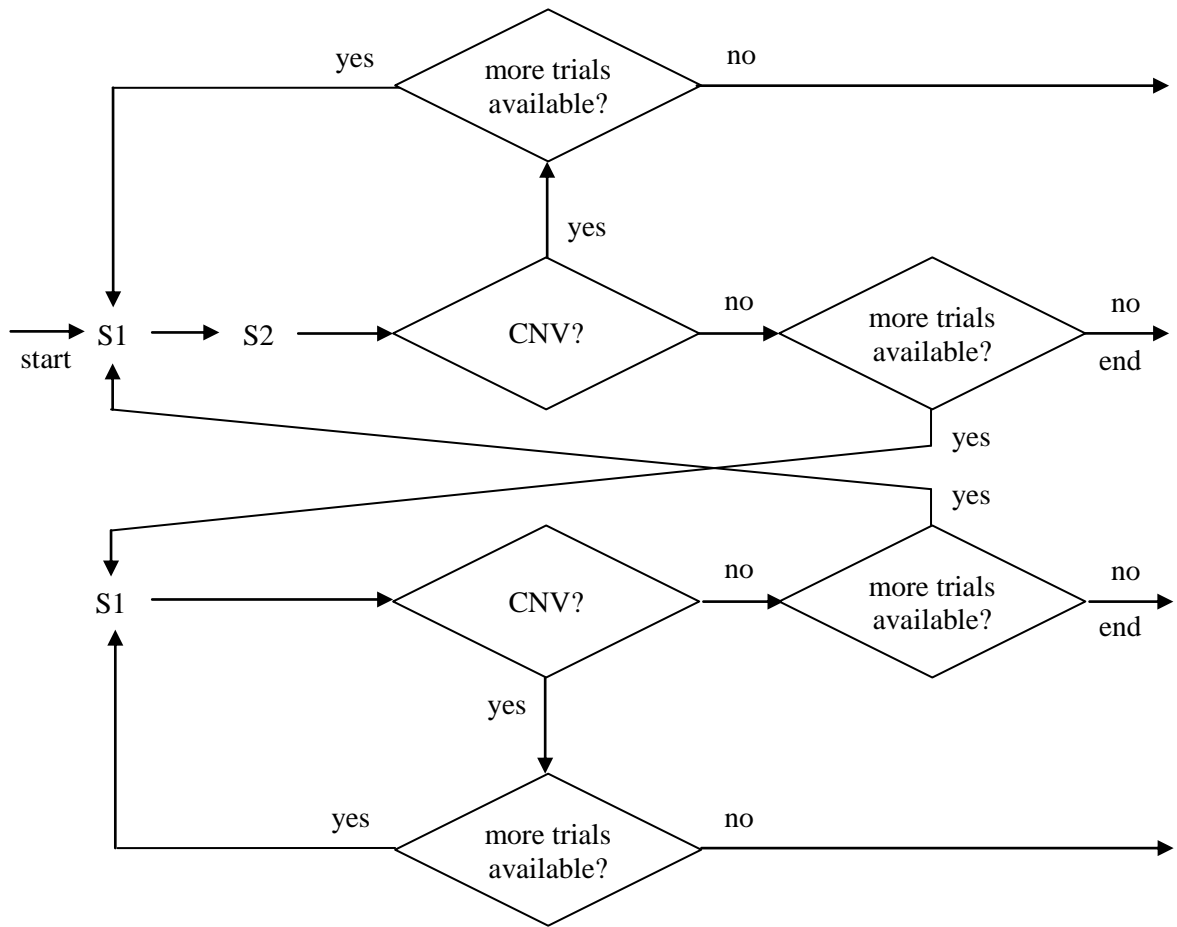 yes
more trials
available?
no
yes
start
S1
S2
CNV?
no
more trials
available?
no
end
yes
yes
S1
CNV?
no
more trials
available?
no
end
yes
yes
more trials
available?
no